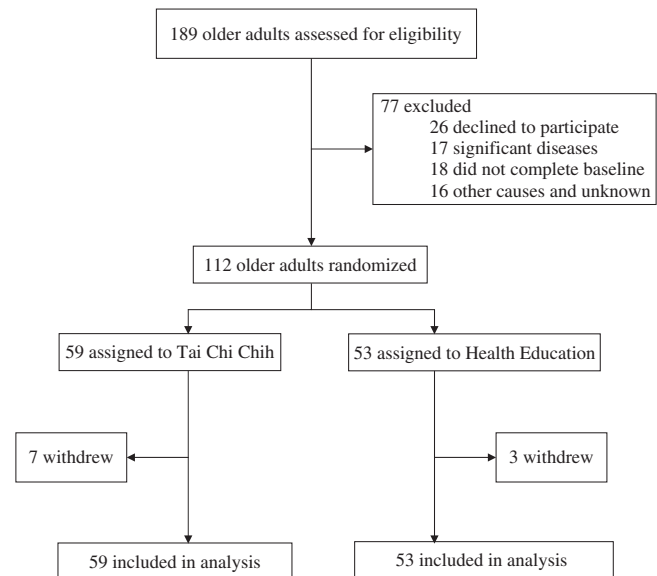 189 older adults assessed for eligibility
77 excluded
26 declined to participate
17 significant diseases
18 did not complete baseline
16 other causes and unknown
112 older adults randomized
59 assigned to Tai Chi Chih
53 assigned to Health Education
7 withdrew
3 withdrew
59 included in analysis
53 included in analysis